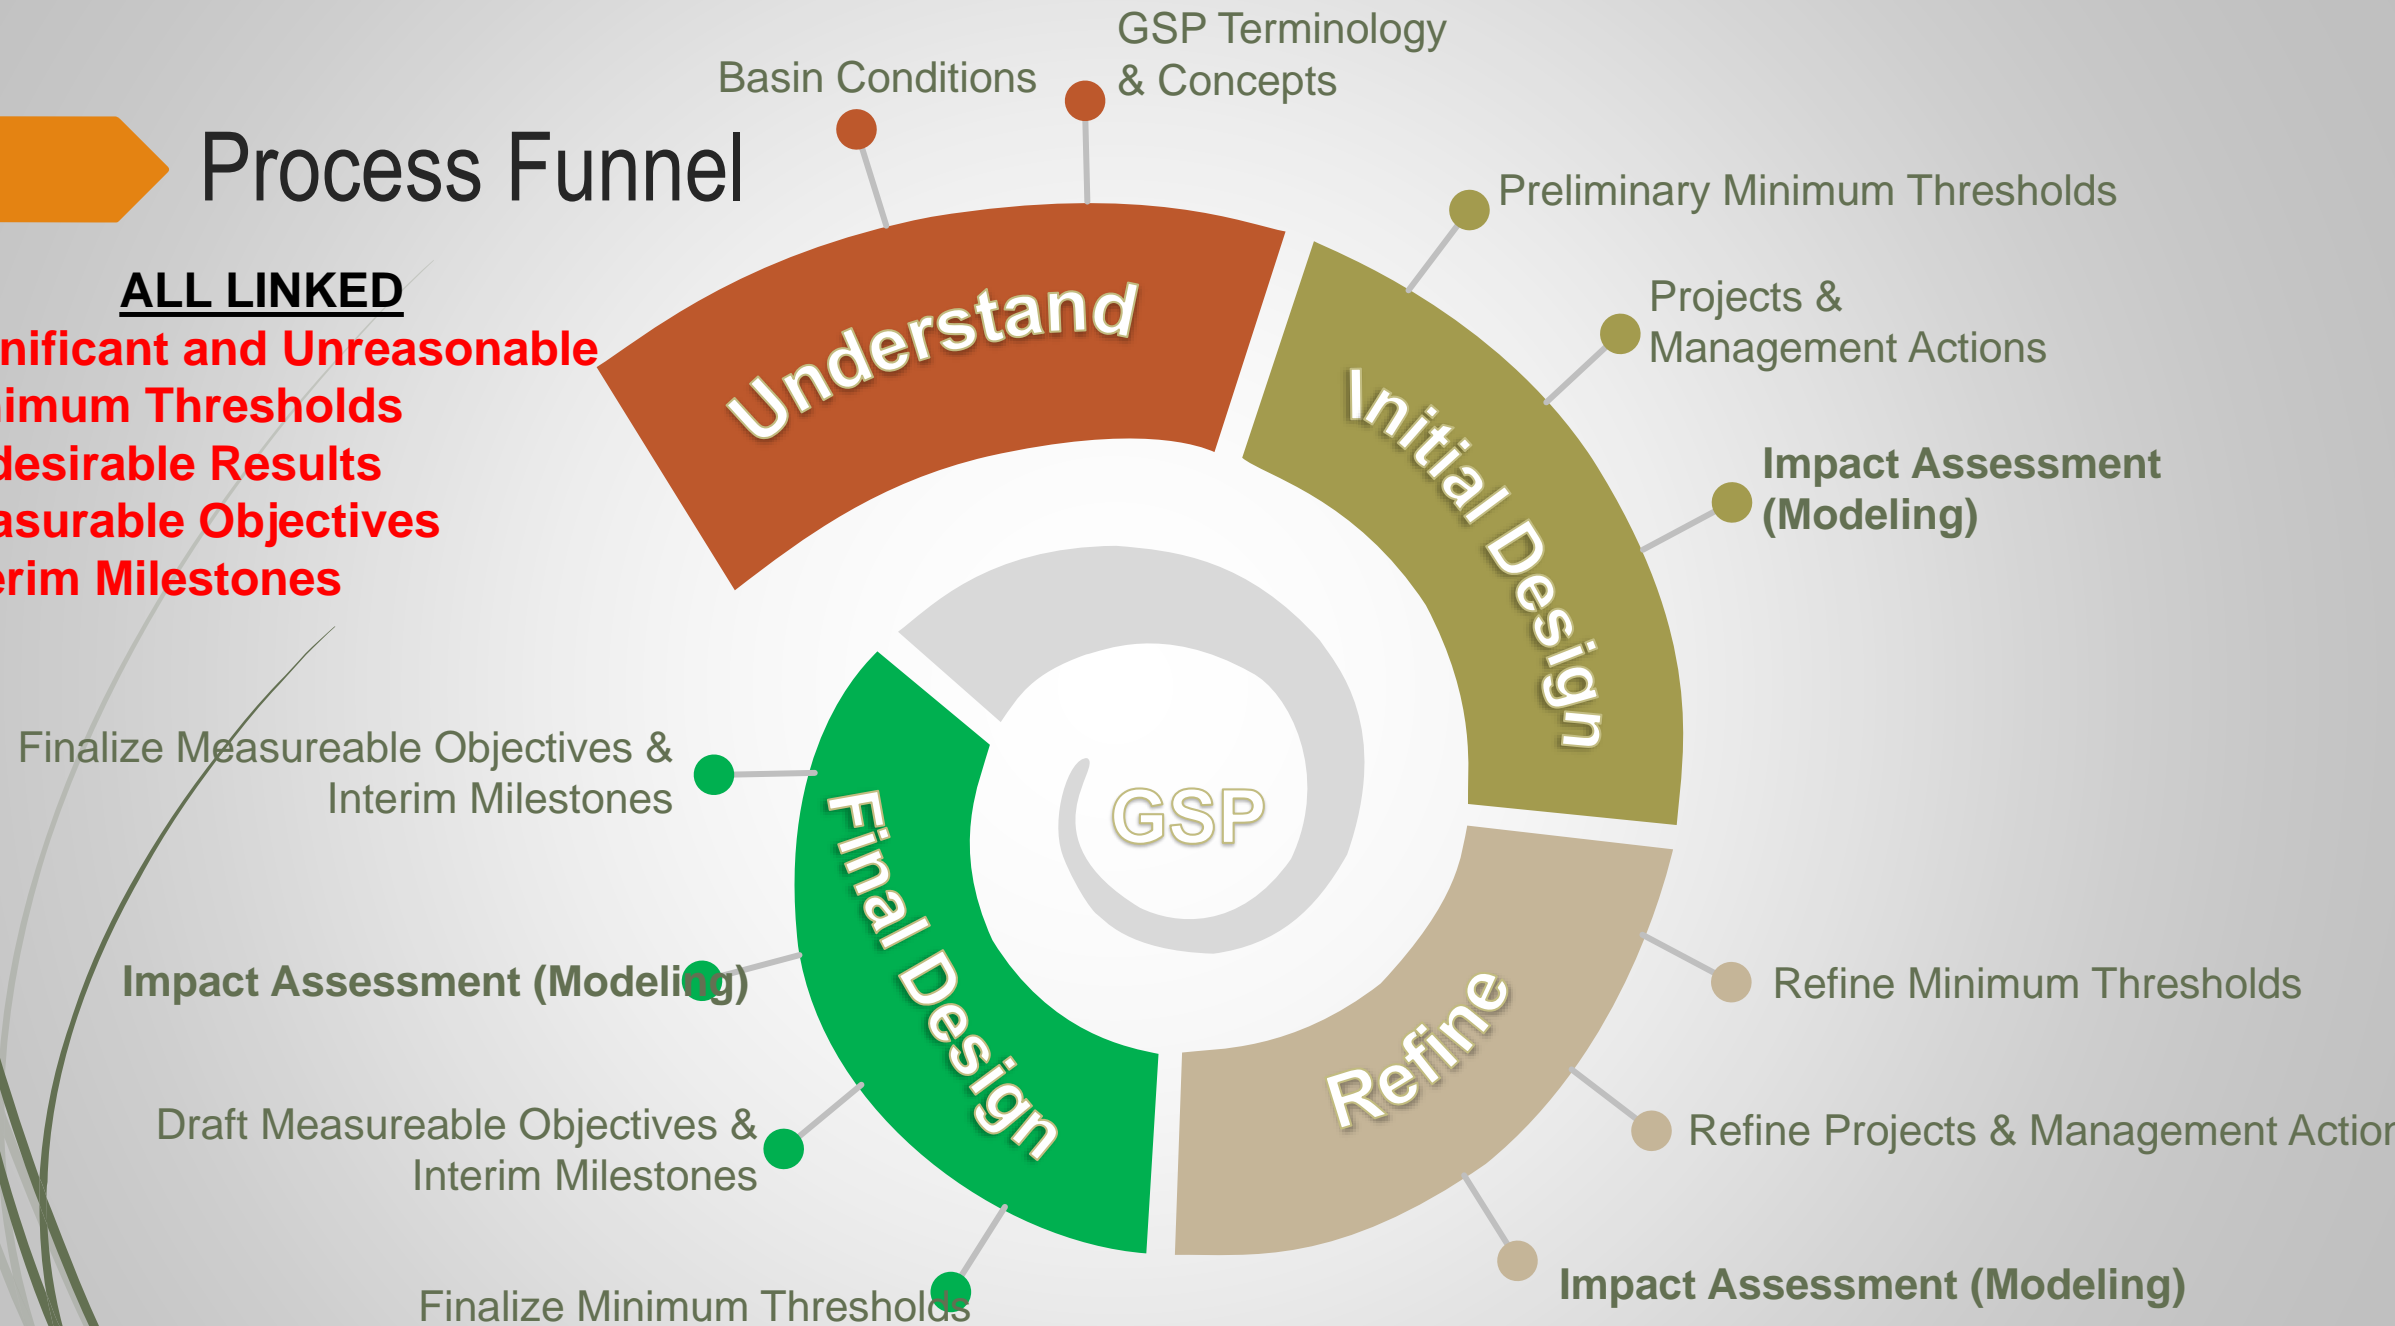 Process Funnel
ALL LINKED
nificant and Unreasonable
imum Thresholds
desirable Results
asurable Objectives
erim Milestones
Basin Conditions
GSP Terminology
& Concepts
Understand
Preliminary Minimum Thresholds
Projects &
Management Actions
Impact Assessment
(Modeling)
Initial Design
Refine Minimum Thresholds
Refine Projects & Management Action
Impact Assessment (Modeling)
Refine
Finalize Minimum Thresholds
Draft Measureable Objectives &
Interim Milestones
Impact Assessment (Modeling)
Finalize Measureable Objectives &
Interim Milestones
Final Design
GSP